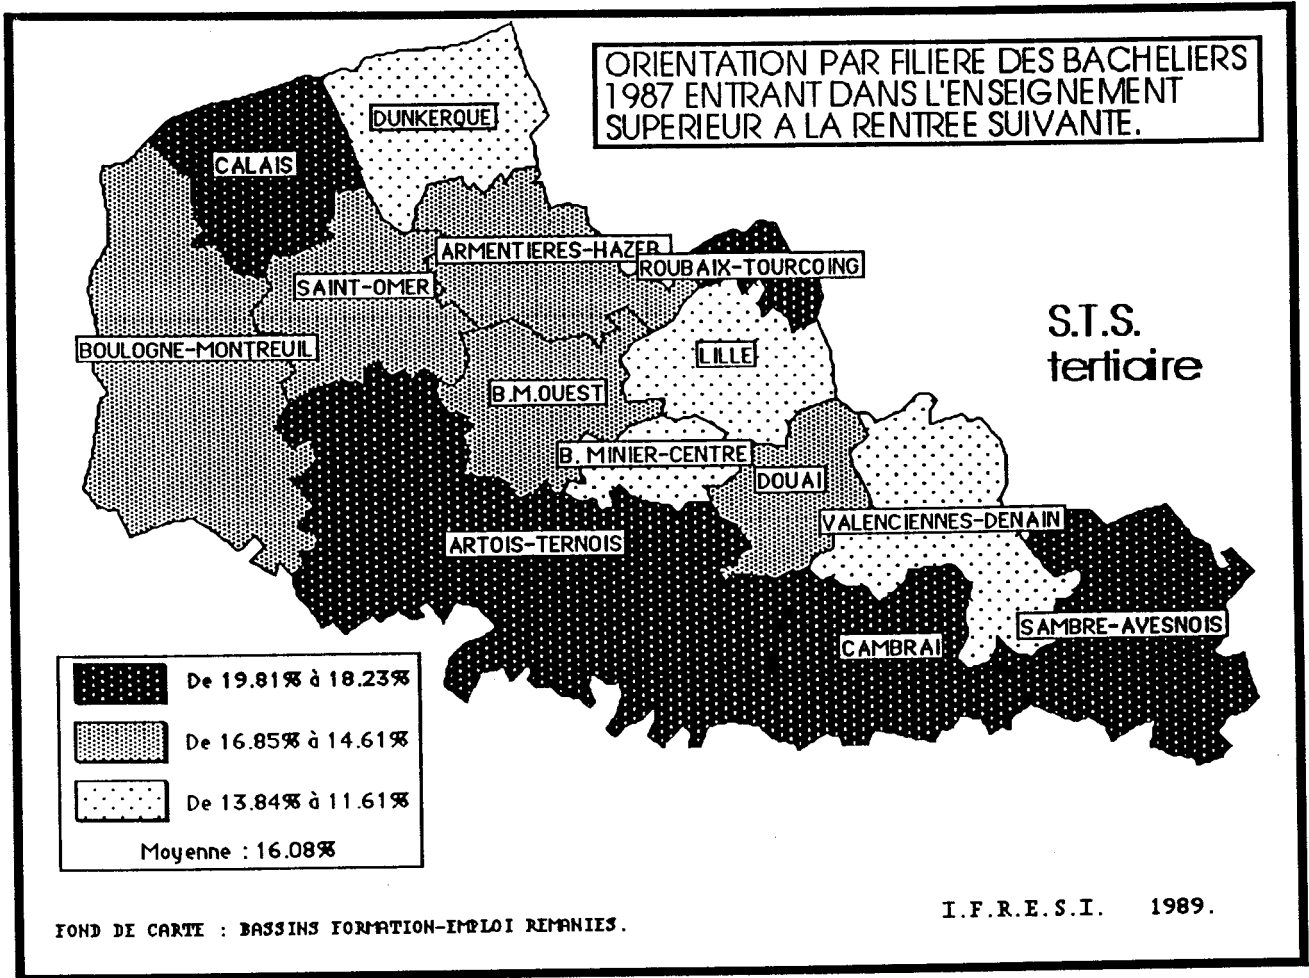 ORIENTATION PAR FILIERE DES BACHELIERS
1987 ENTRANT DANS L'ENSEIGNEMENT
SUPERIEUR A LA RENTREE SUIVANTE.
DUNKERQUE
CALAIS
ARMENTIERES-HAZEB
ROUBAIX-TOURCOING
SAINT-OMER
S.T.S.
tertiaire
BOULOGNE-MONTREUIL
LILLE
B.M.OUEST
B. MINIER-CENTRE
DOUAI
VALENCIENNES-DENAIN
ARTOIS-TERNOIS
SAMBRE-AVESNOIS
CAMBRAI
De 19.81% à 18.23%
De 16.85% à 14.61%
De 13.84% à 11.61%
Moyenne : 16.08%
I.F.R.E.S.I. 1989.
FOND DE CARTE : BASSINS FORMATION-EMPLOI REMANIES.